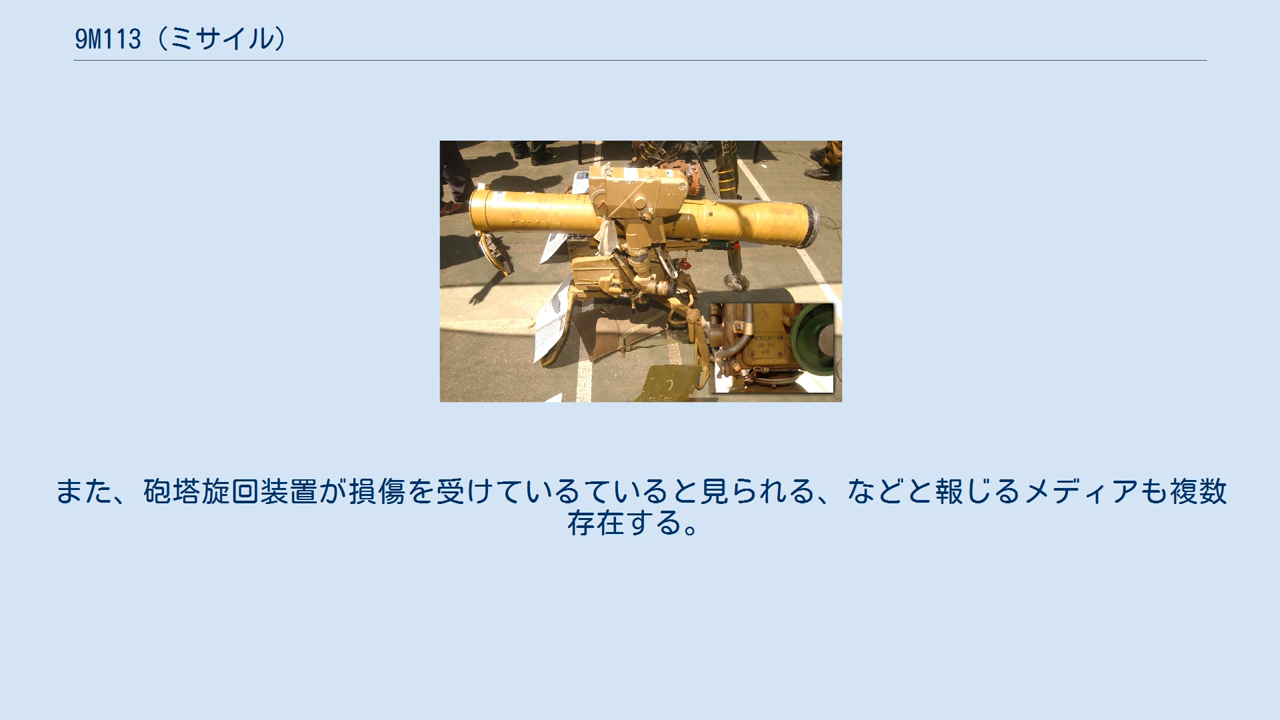 9M113（ミサイル）
また、砲塔旋回装置が損傷を受けているていると見られる、などと報じるメディアも複数
存在する。